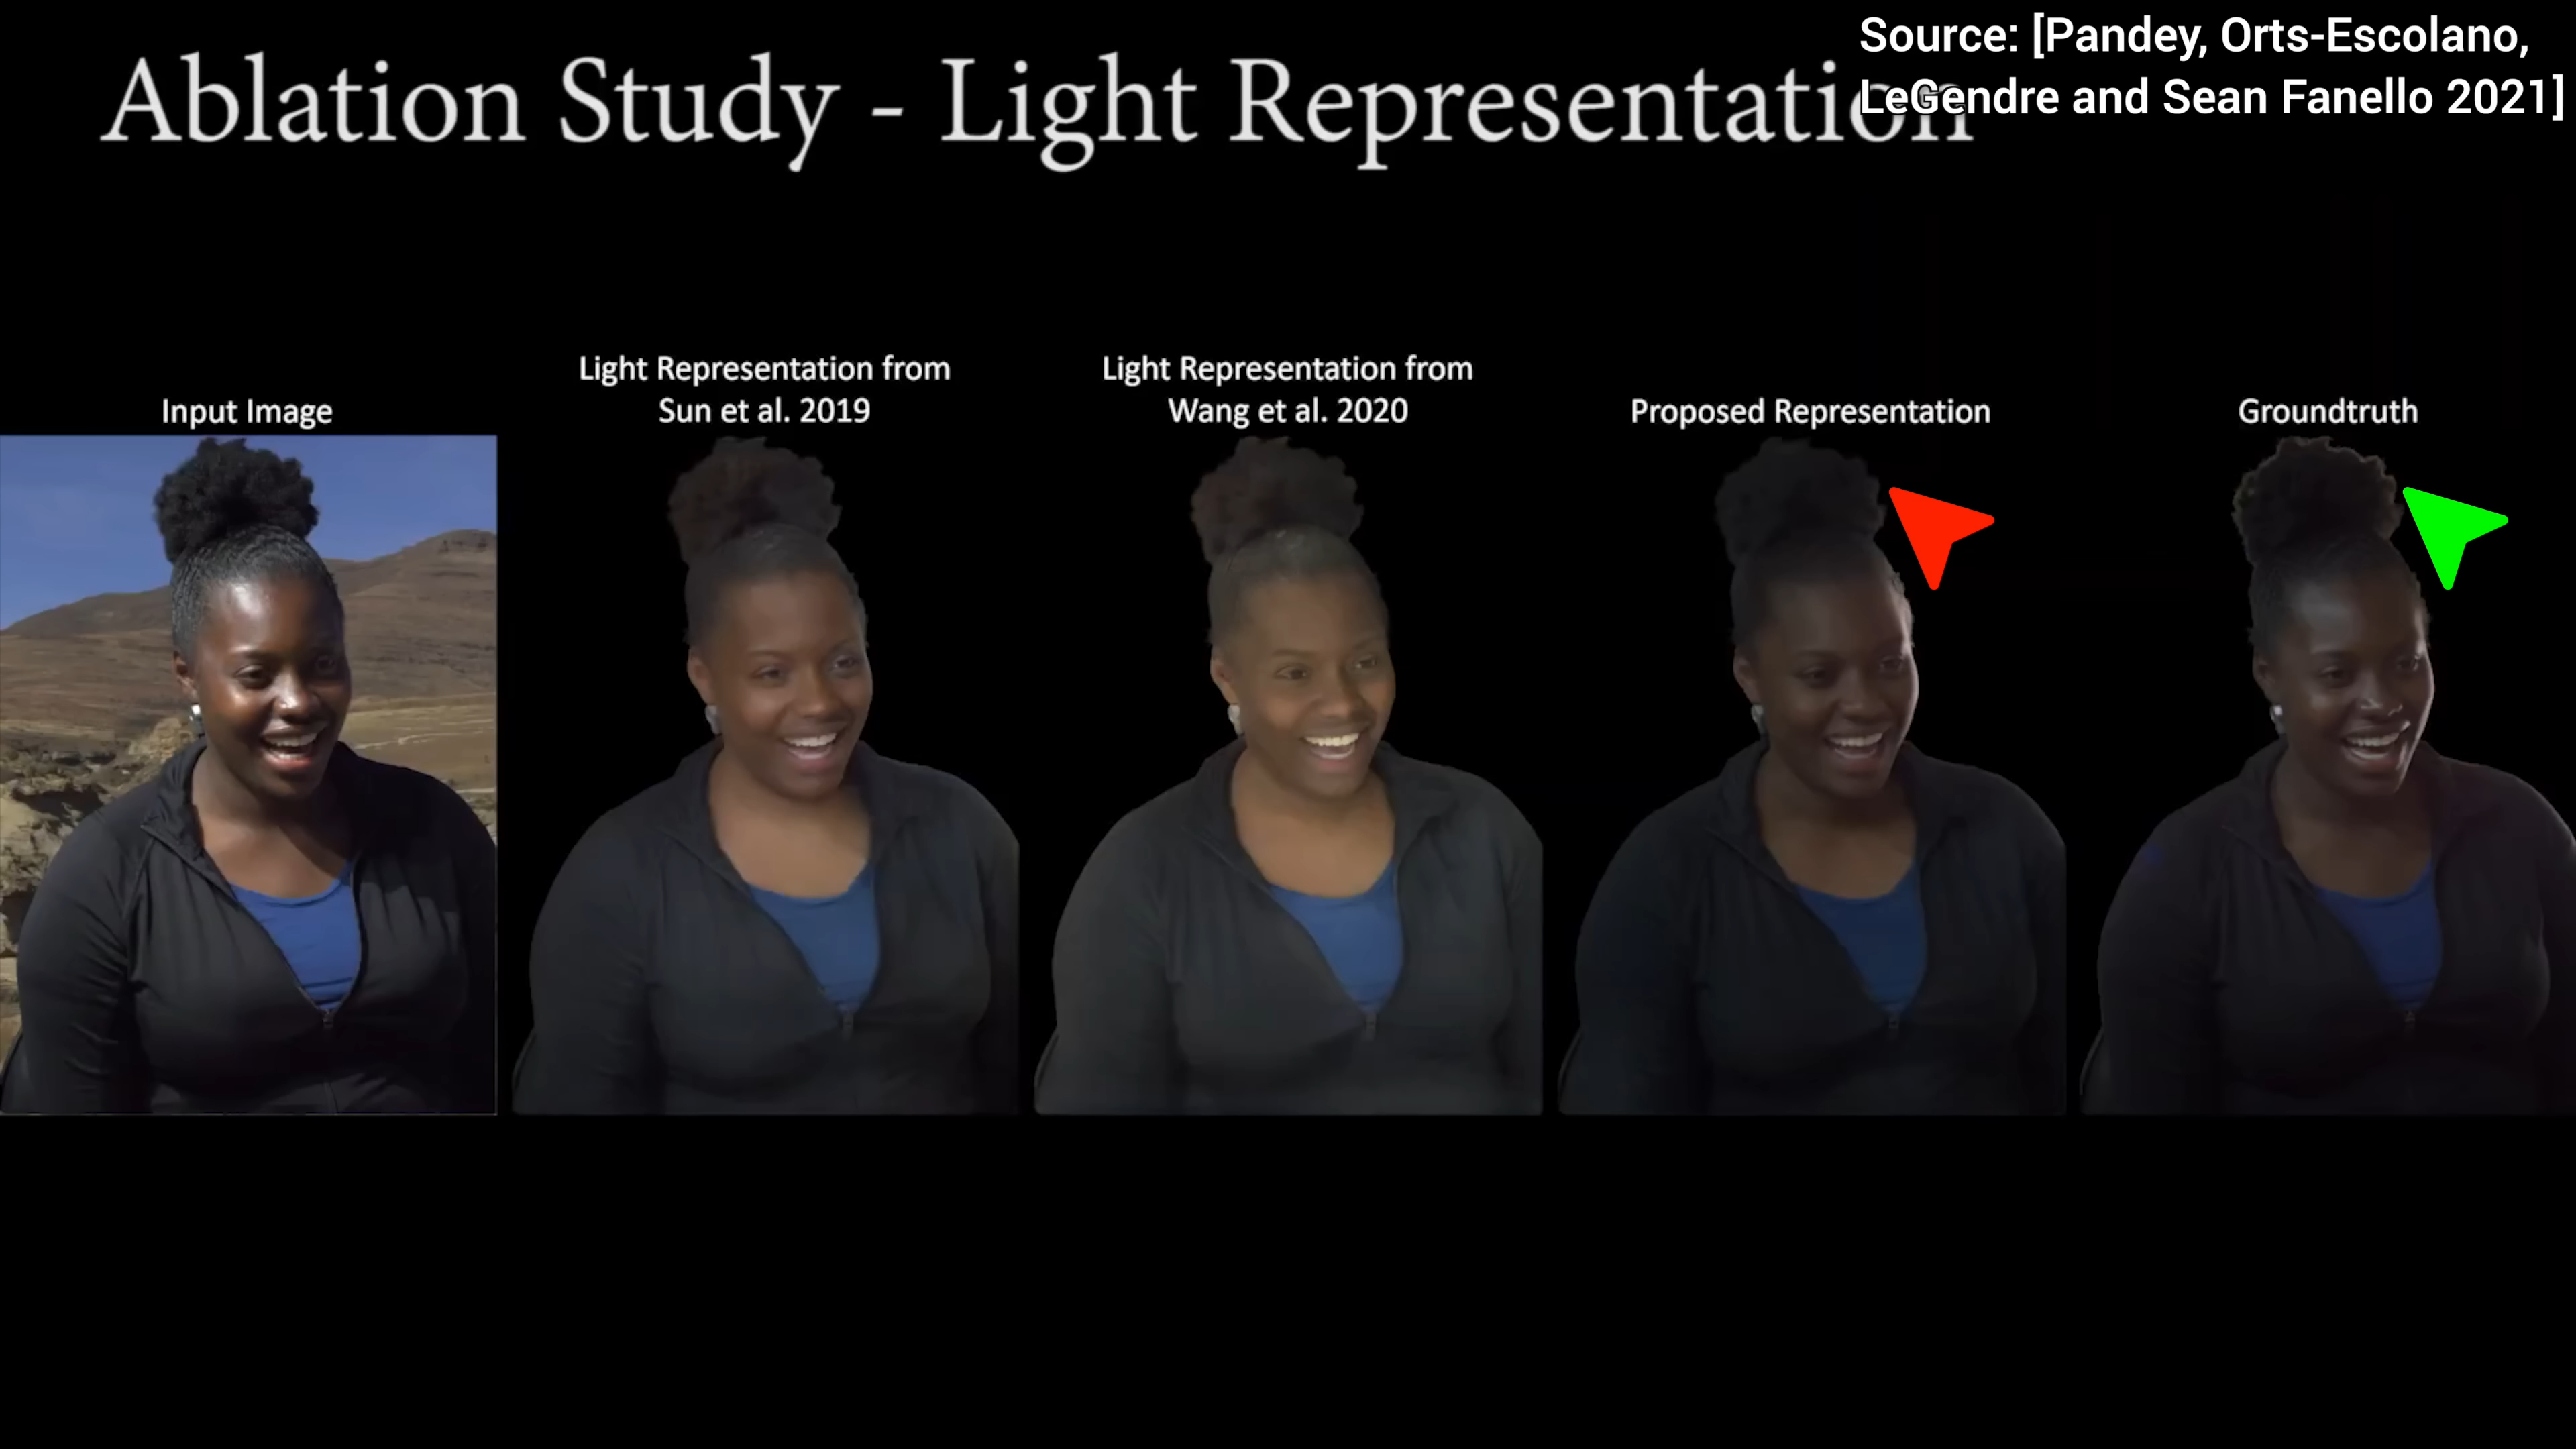 Source: [Pandey, Orts-Escolano,
LeGendre and Sean Fanello 2021]
Ablation Study - Light Representation
Input Image
Light Representation from
Sun et al. 2019
Light Representation from
Wang et al. 2020
Proposed Representation
Groundtruth